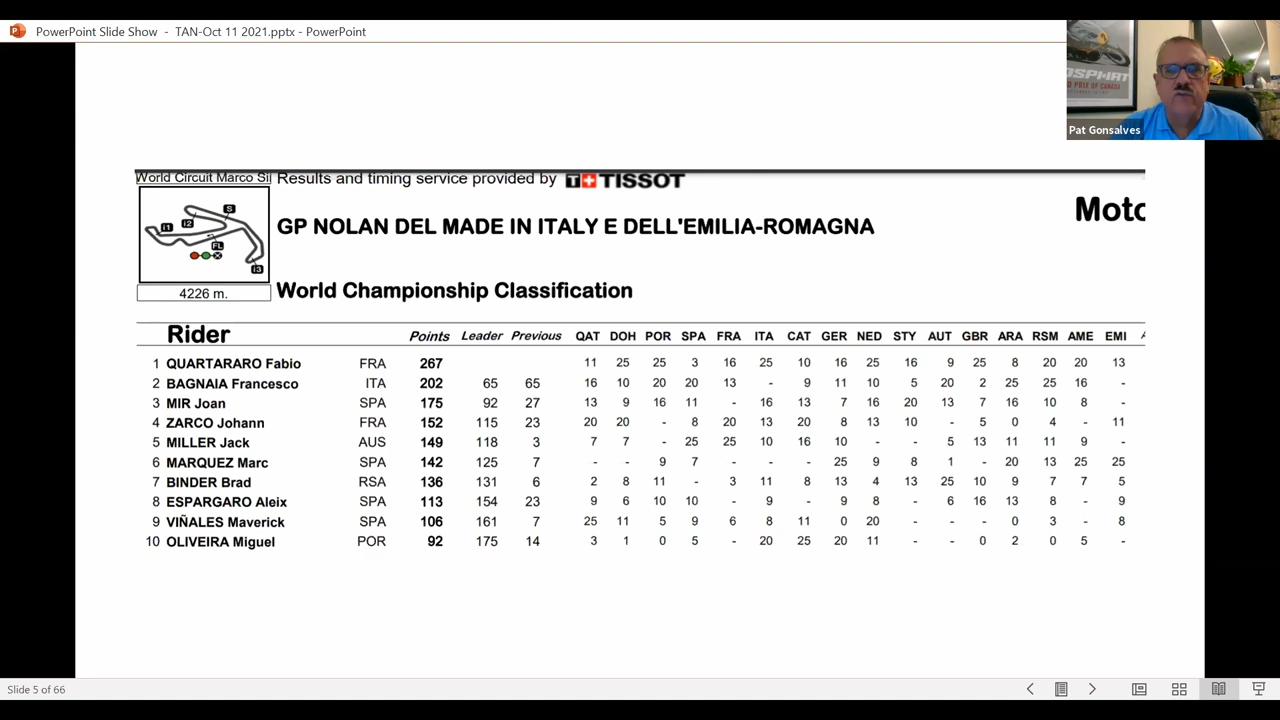 PowerPoint Slide Show - TAN-Oct 11 2021.pptx - PowerPoint
Pat Gonsalves
World Circuit Marco Si
Results and timing service provided by TISSOT
S
i1
i2
FL
i3
4226 m.
GP NOLAN DEL MADE IN ITALY E DELL'EMILIA-ROMAGNA
Moto
World Championship Classification
Rider Points Leader Previous QAT DOH POR SPA FRA ITA CAT GER NED STY AUT GBR ARA RSM AME EMI
1 QUARTARARO Fabio FRA 267 11 25 25 3 16 25 10 16 25 16 9 25 8 20 20 13
2 BAGNAIA Francesco ITA 202 65 65 16 10 20 20 13 - 9 11 10 5 20 2 25 25 16 -
3 MIR Joan SPA 175 92 27 13 9 16 11 - 16 13 7 16 20 13 7 16 10 8 -
4 ZARCO Johann FRA 152 115 23 20 20 - 8 20 13 20 8 13 10 - 5 0 4 - 11
5 MILLER Jack AUS 149 118 3 7 7 - 25 25 10 16 10 - - 5 13 11 11 9 -
6 MARQUEZ Marc SPA 142 125 7 - - 9 7 - - - 25 9 8 1 - 20 13 25 25
7 BINDER Brad RSA 136 131 6 2 8 11 - 3 11 8 13 4 13 25 10 9 7 7 5
8 ESPARGARO Aleix SPA 113 154 23 9 6 10 10 - 9 - 9 8 - 6 16 13 8 - 9
9 VIÑALES Maverick SPA 106 161 7 25 11 5 9 6 8 11 0 20 - - - 0 3 - 8
10 OLIVEIRA Miguel POR 92 175 14 3 1 0 5 - 20 25 20 11 - - 0 2 0 5 -
Slide 5 of 66